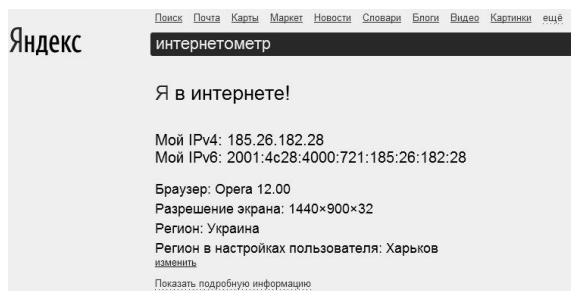 Поиск Почта Карты Маркет Новости Словари Блоги Видео Картинки ещё
Яндекс
интернетометр
Я в интернете!
Мой IPv4: 185.26.182.28
Мой IPv6: 2001:4c28:4000:721:185:26:182:28
Браузер: Opera 12.00
Разрешение экрана: 1440×900×32
Регион: Украина
Регион в настройках пользователя: Харьков
изменить
Показать подробную информацию